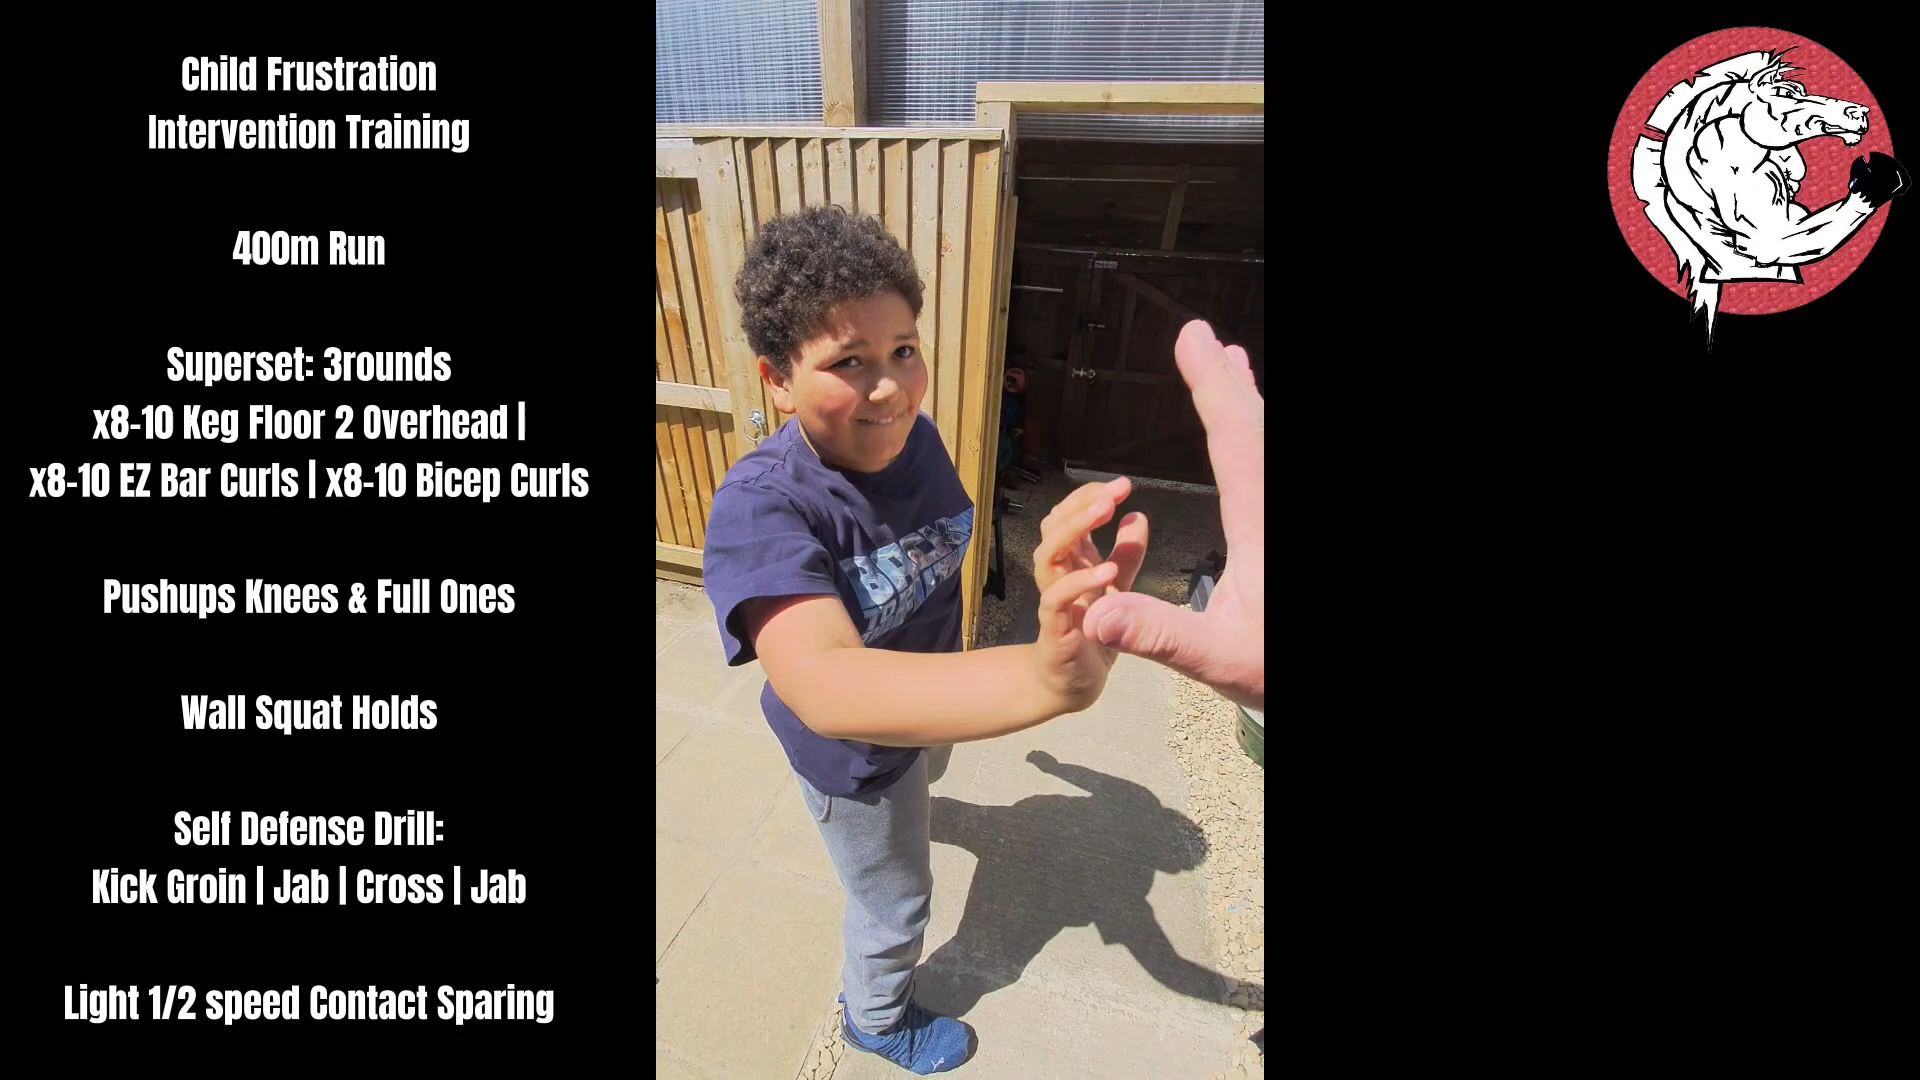 Child Frustration
Intervention Training
400m Run
Superset: 3rounds
x8-10 Keg Floor 2 Overhead |
x8-10 EZ Bar Curls | x8-10 Bicep Curls
Pushups Knees & Full Ones
Wall Squat Holds
Self Defense Drill:
Kick Groin | Jab | Cross | Jab
Light 1/2 speed Contact Sparing